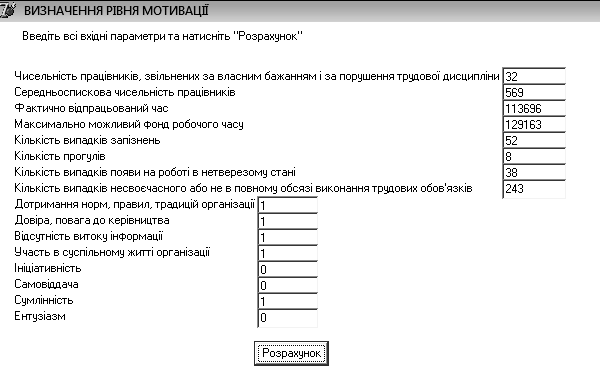 ВИЗНАЧЕННЯ РІВНЯ МОТИВАЦІЇ
Введіть всі вхідні параметри та натисніть "Розрахунок"
Чисельність працівників, звільнених за власним бажанням і за порушення трудової дисципліни 32
Середньоспискова чисельність працівників 569
Фактично відпрацьований час 113696
Максимально можливий фонд робочого часу 129163
Кількість випадків запізнень 52
Кількість прогулів 8
Кількість випадків появи на роботі в нетверезому стані 38
Кількість випадків несвоєчасного або не в повному обсязі виконання трудових обов'язків 243
Дотримання норм, правил, традицій організації 1
Довіра, повага до керівництва 1
Відсутність витоку інформації 1
Участь в суспільному житті організації 1
Ініціативність 0
Самовіддача 0
Сумлінність 1
Ентузіазм 0
Розрахунок